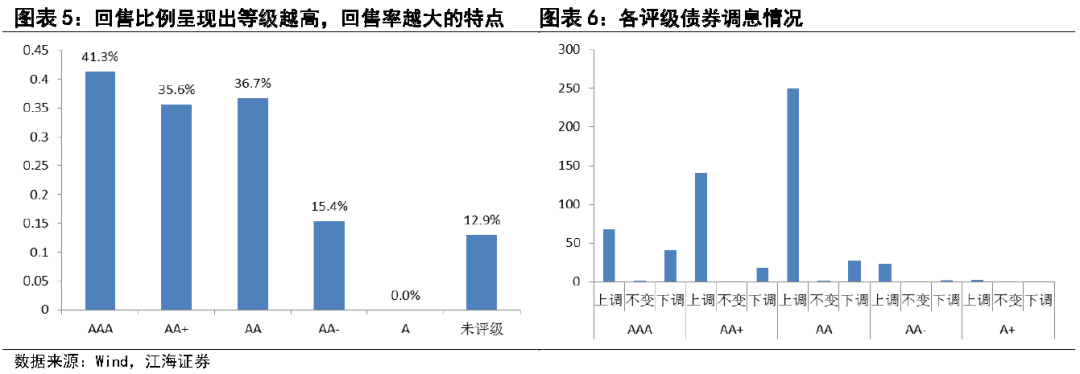 图表 5：回售比例呈现出等级越高，回售率越大的特点
0.45
0.4
0.35
0.3
0.25
0.2
0.15
0.1
0.05
0
41.3%
35.6%
36.7%
15.4%
0.0%
12.9%
AAA
AA+
AA
AA-
A
未评级
图表 6：各评级债券调息情况
300
250
200
150
100
50
0
上调 不变 下调 上调 不变 下调 上调 不变 下调 上调 不变 下调 上调 不变 下调
AAA AA+ AA AA- A+
数据来源：Wind，江海证券